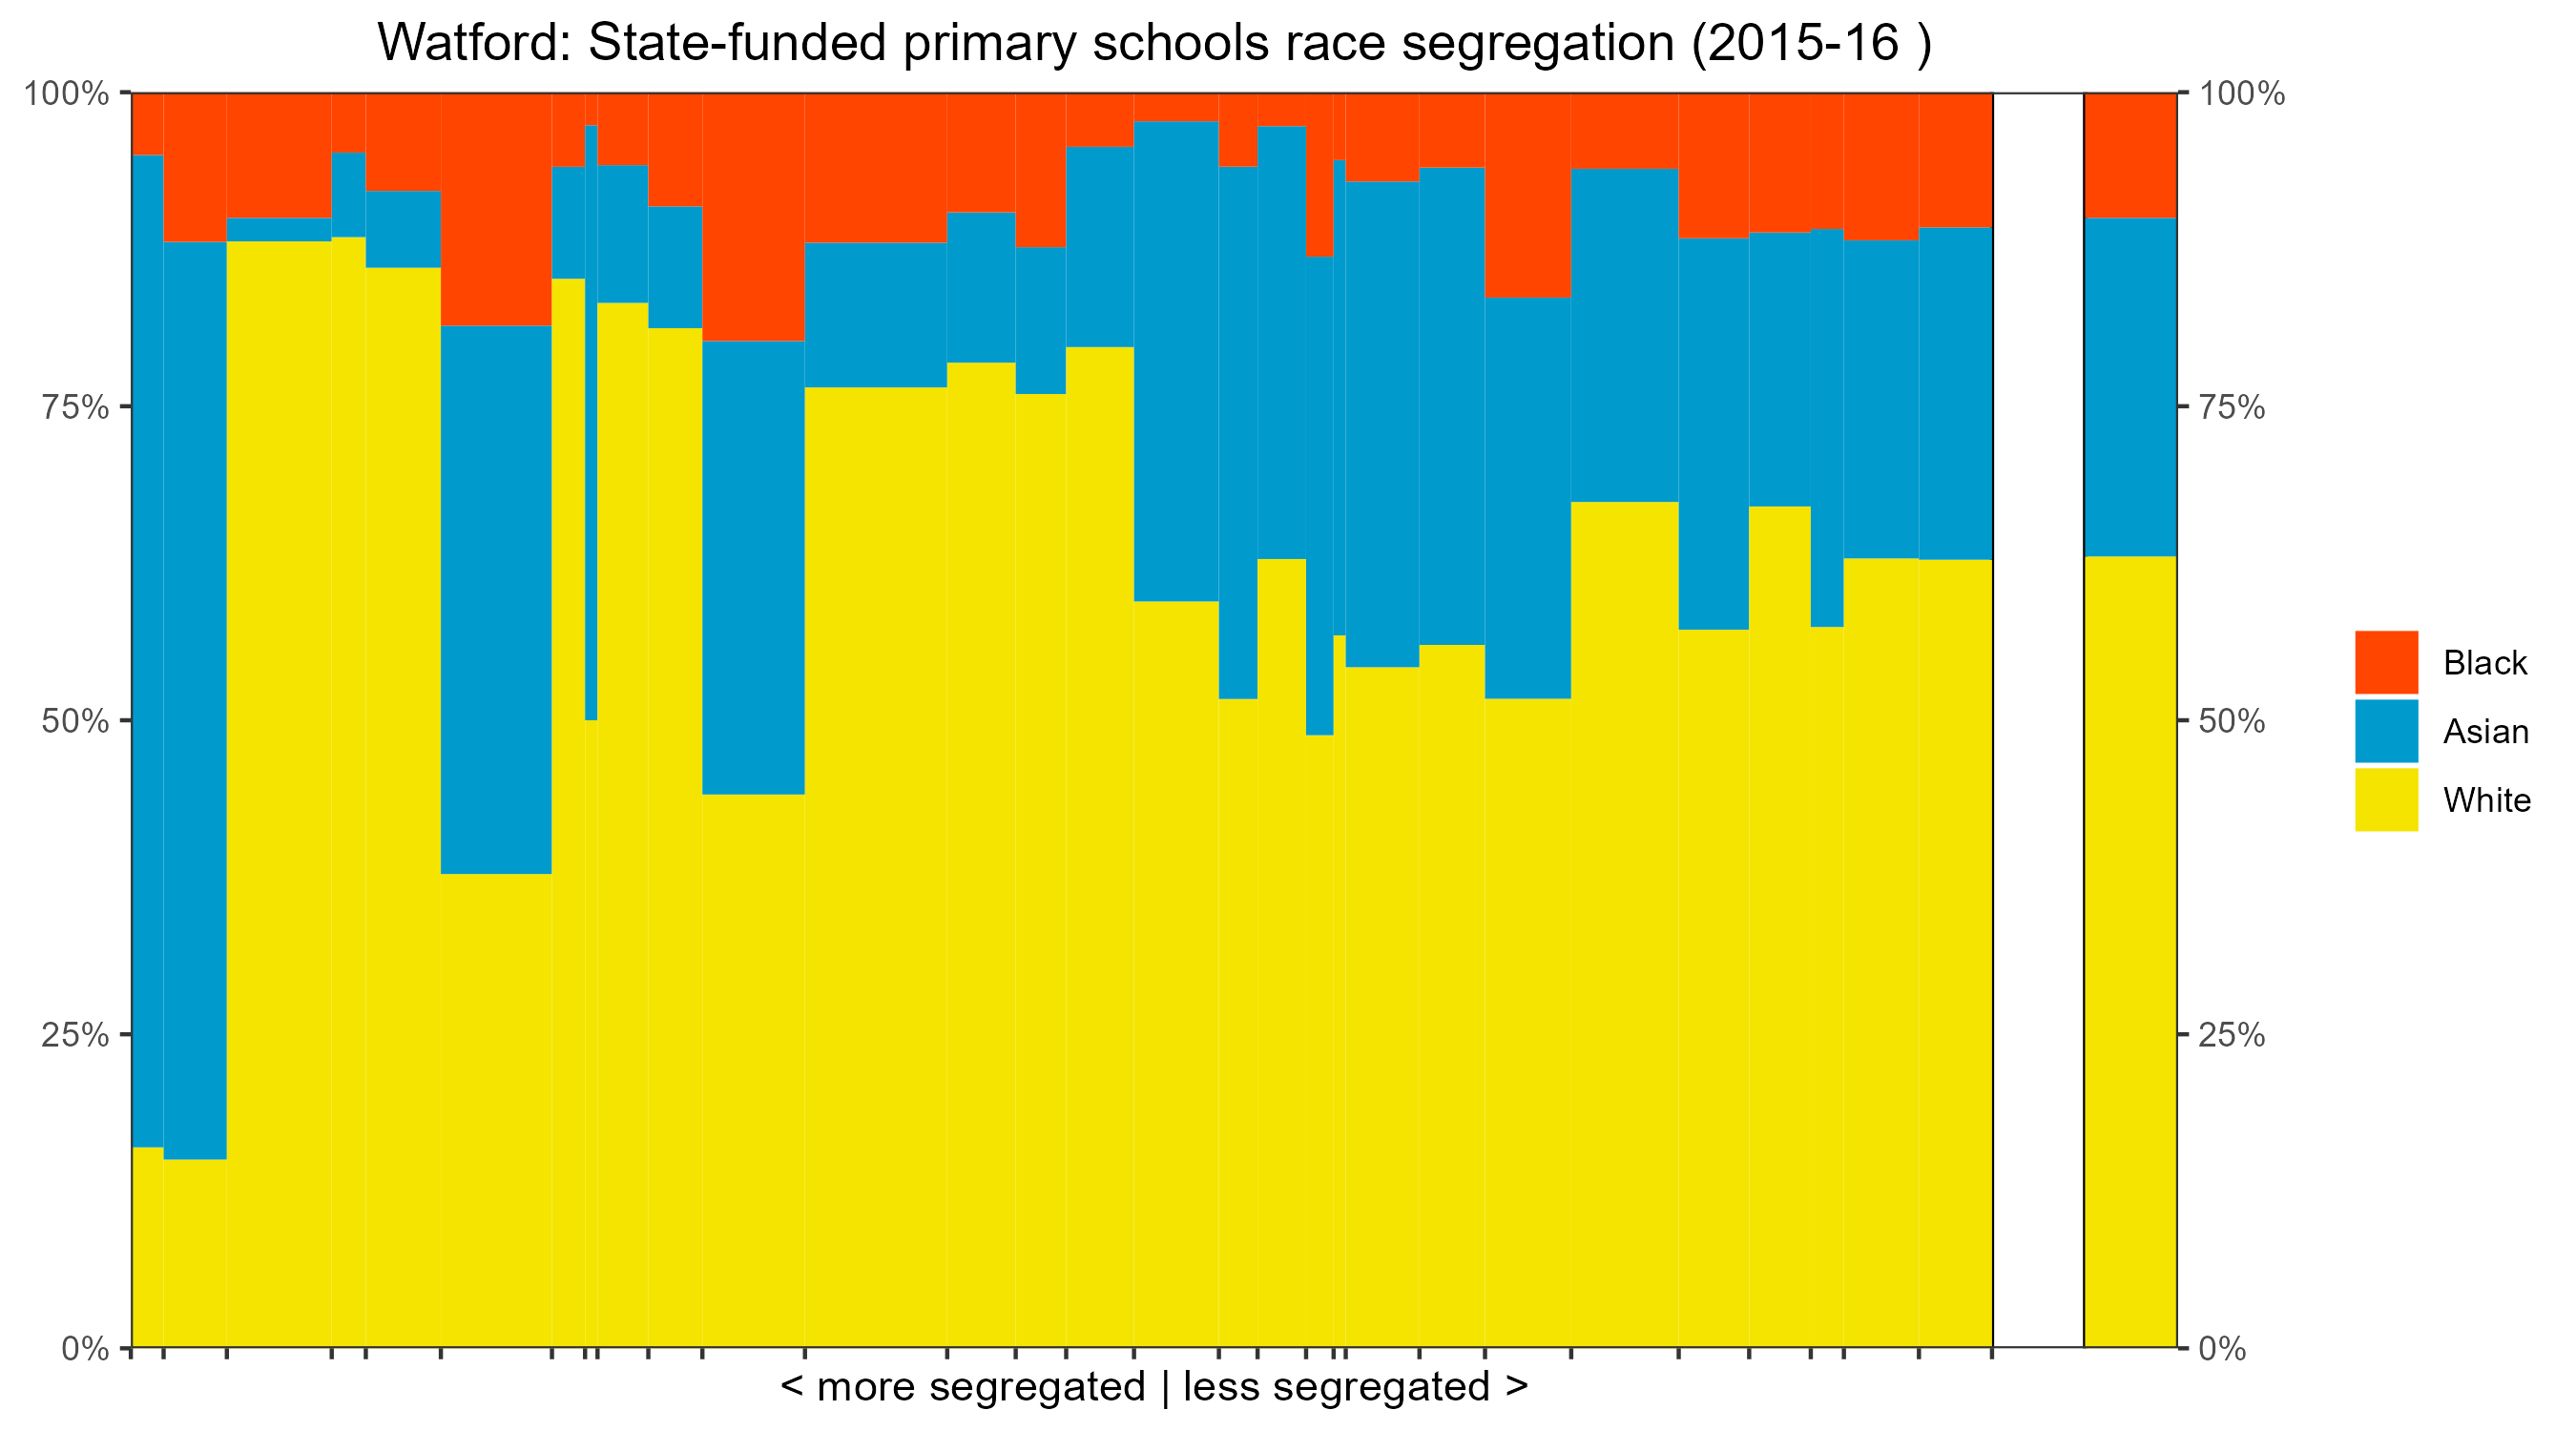 Watford: State-funded primary schools race segregation (2015-16 )
100%
75%
50%
25%
0%
100%
75%
50%
25%
0%
Black
Asian
White
< more segregated | less segregated >